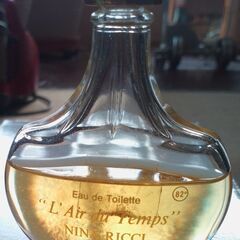 82°
Eau de Toilette
"L'Air du Temps"
NINA RICCI